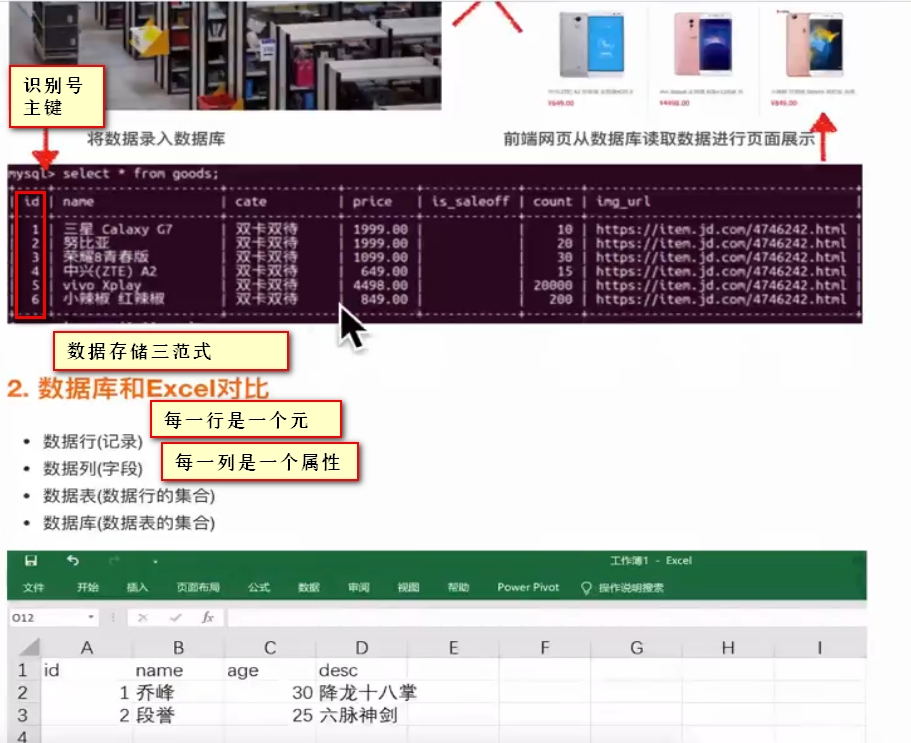 ¥649.00
¥4498.00
¥849.00
识别号
主键
将数据录入数据库
前端网页从数据库读取数据进行页面展示
mysql> select * from goods;
id | name | cate | price | is_saleoff | count | img_url
1 | 三星 Calaxy G7 | 双卡双待 | 1999.00 | | 10 | https://item.jd.com/4746242.html
2 | 努比亚 | 双卡双待 | 1999.00 | | 20 | https://item.jd.com/4746242.html
3 | 荣耀8青春版 | 双卡双待 | 1099.00 | | 30 | https://item.jd.com/4746242.html
4 | 中兴(ZTE) A2 | 双卡双待 | 649.00 | | 15 | https://item.jd.com/4746242.html
5 | vivo Xplay | 双卡双待 | 4498.00 | | 20000 | https://item.jd.com/4746242.html
6 | 小辣椒 红辣椒 | 双卡双待 | 849.00 | | 200 | https://item.jd.com/4746242.html
数据存储三范式
2. 数据库和Excel对比
每一行是一个元
• 数据行(记录)
每一列是一个属性
• 数据列(字段)
• 数据表(数据行的集合)
• 数据库(数据表的集合)
工作簿1 - Excel
文件 开始 插入 页面布局 公式 数据 审阅 视图 帮助 Power Pivot 操作说明搜索
O12 fx
A B C D E F G H I
1 id name age desc
2 1 乔峰 30 降龙十八掌
3 2 段誉 25 六脉神剑
4